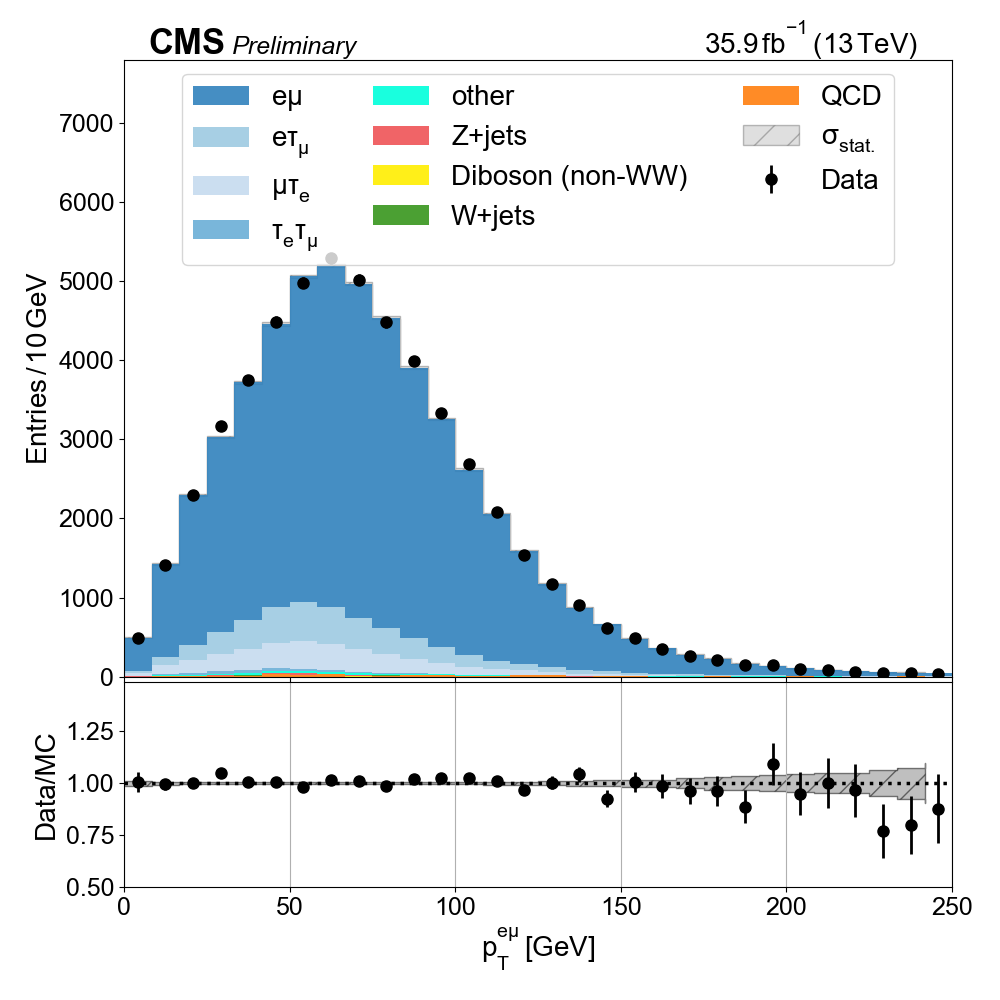 CMS Preliminary 35.9 fb⁻¹ (13 TeV)
eμ
eτμ
μτe
τeτμ
other
Z+jets
Diboson (non-WW)
W+jets
QCD
σstat.
Data
Entries / 10 GeV
7000
6000
5000
4000
3000
2000
1000
0
Data/MC
1.25
1.00
0.75
0.50
0 50 100 150 200 250
pTeμ [GeV]